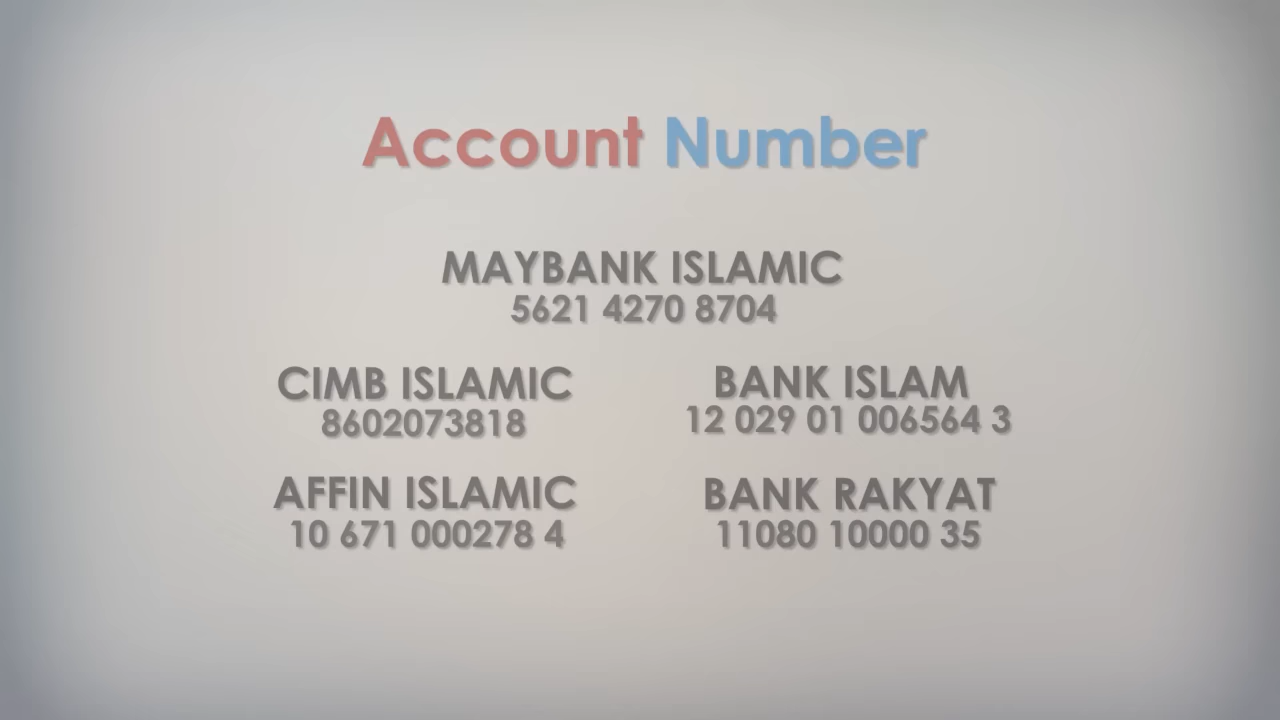 Account Number
MAYBANK ISLAMIC
5621 4270 8704
CIMB ISLAMIC
8602073818
BANK ISLAM
12 029 01 006564 3
AFFIN ISLAMIC
10 671 000278 4
BANK RAKYAT
11080 10000 35